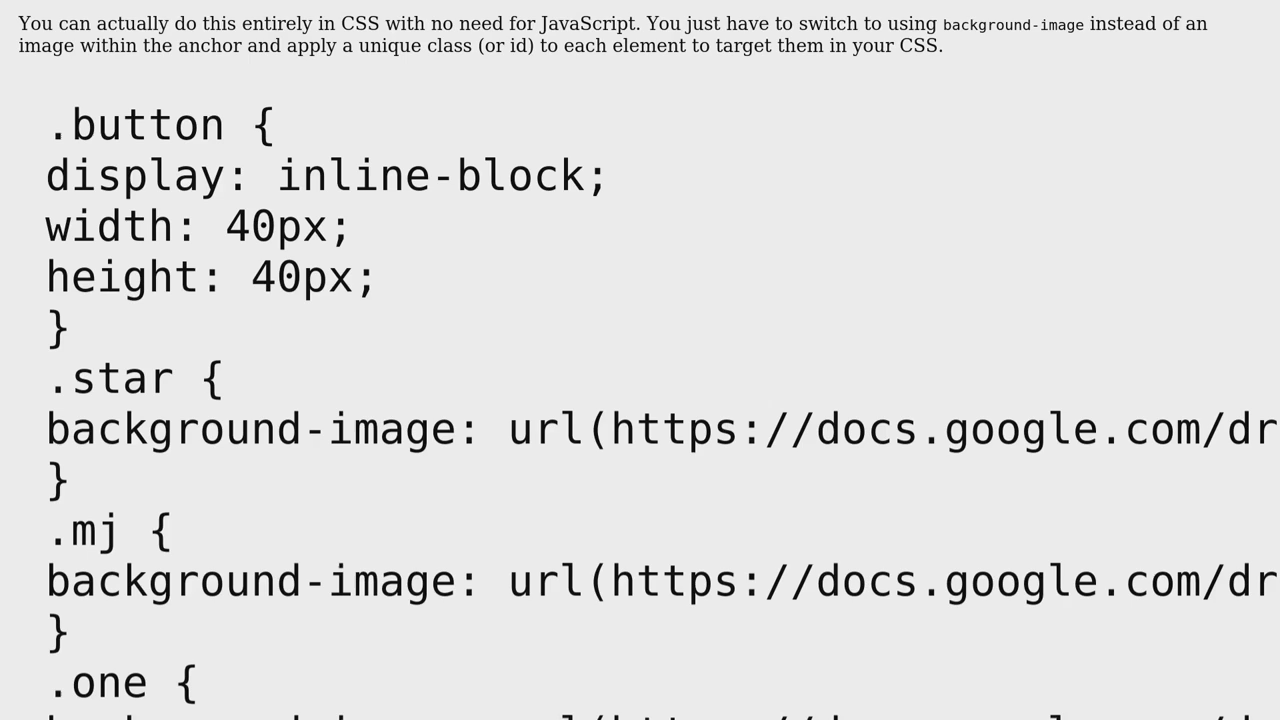 You can actually do this entirely in CSS with no need for JavaScript. You just have to switch to using background-image instead of an
image within the anchor and apply a unique class (or id) to each element to target them in your CSS.
.button {
display: inline-block;
width: 40px;
height: 40px;
}
.star {
background-image: url(https://docs.google.com/dr
}
.mj {
background-image: url(https://docs.google.com/dr
}
.one {